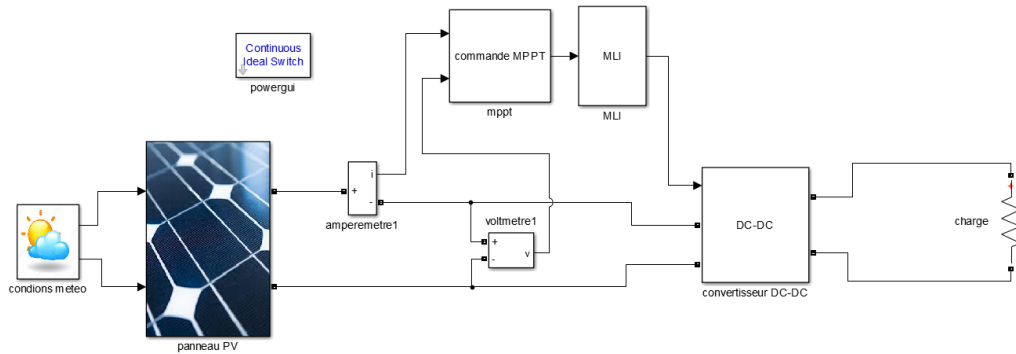 Continuous
Ideal Switch
powergui
commande MPPT
mppt
MLI
MLI
condions meteo
panneau PV
+
-
i
amperemetre1
voltmetre1
+
-
v
DC-DC
convertisseur DC-DC
+
charge